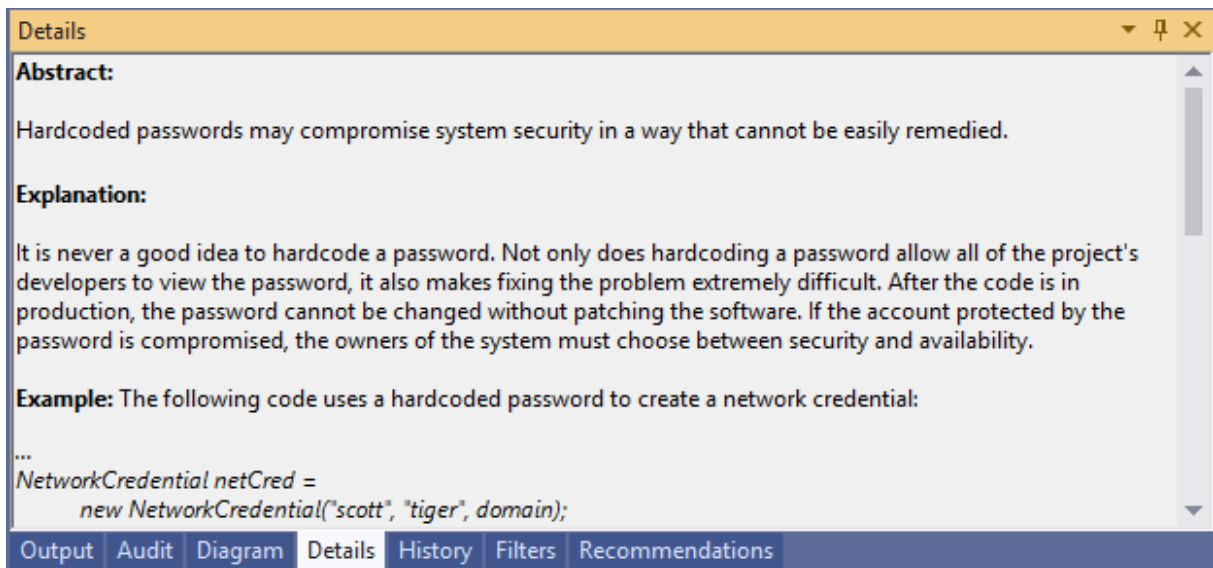 Details
Abstract:
Hardcoded passwords may compromise system security in a way that cannot be easily remedied.
Explanation:
It is never a good idea to hardcode a password. Not only does hardcoding a password allow all of the project's
developers to view the password, it also makes fixing the problem extremely difficult. After the code is in
production, the password cannot be changed without patching the software. If the account protected by the
password is compromised, the owners of the system must choose between security and availability.
Example: The following code uses a hardcoded password to create a network credential:
...
NetworkCredential netCred =
new NetworkCredential("scott", "tiger", domain);
Output Audit Diagram Details History Filters Recommendations